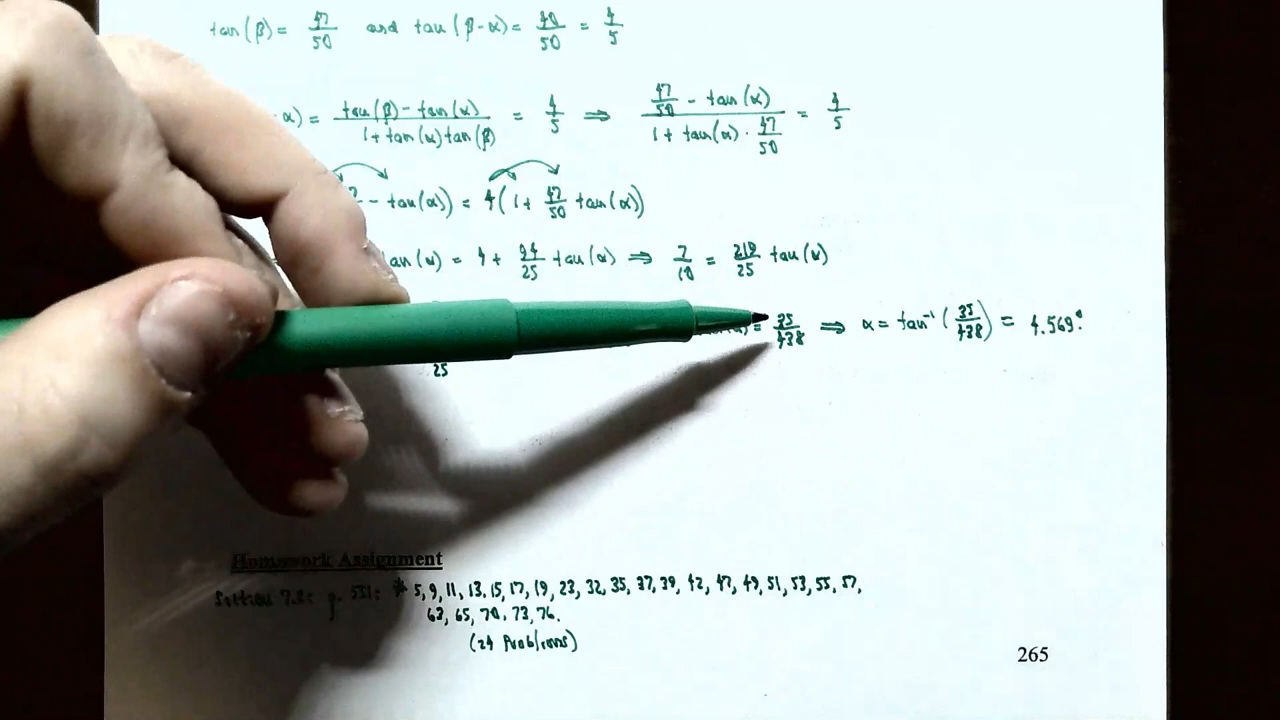 tan(β) = 47/50 and tan(β-α) = 40/50 = 4/5
α) = (tan(β) - tan(α))/(1 + tan(α) tan(β)) = 4/5 ⇒ (47/50 - tan(α))/(1 + tan(α) · 47/50) = 4/5
- tan(α)) = 4(1 + 47/50 tan(α))
tan(α) = 4 + 94/25 tan(α) ⇒ 7/10 = 219/25 tan(α)
25 = 35/438 ⇒ α = tan⁻¹(35/438) = 4.569°.
Homework Assignment
Section 7.2: p. 551: * 5, 9, 11, 13, 15, 17, 19, 23, 32, 35, 37, 39, 42, 47, 49, 51, 53, 55, 57,
63, 65, 70, 73, 76.
(24 Problems)
265